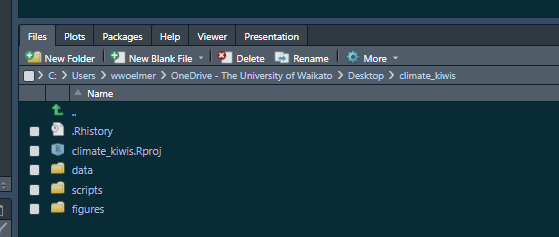 Files Plots Packages Help Viewer Presentation
New Folder New Blank File Delete Rename More
C: Users wwoelmer OneDrive - The University of Waikato Desktop climate_kiwis
Name
..
.Rhistory
climate_kiwis.Rproj
data
scripts
figures